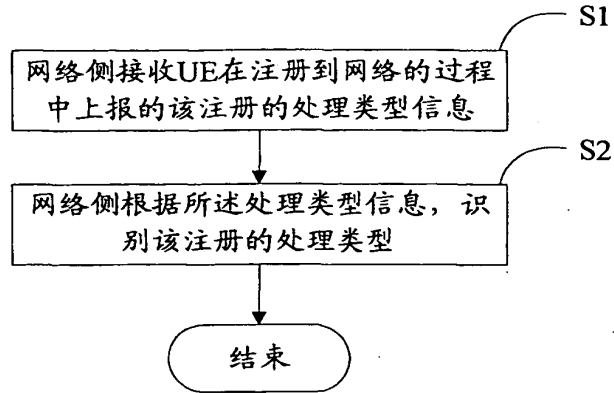 S1
网络侧接收UE在注册到网络的过程
中上报的该注册的处理类型信息
S2
网络侧根据所述处理类型信息，识
别该注册的处理类型
结束